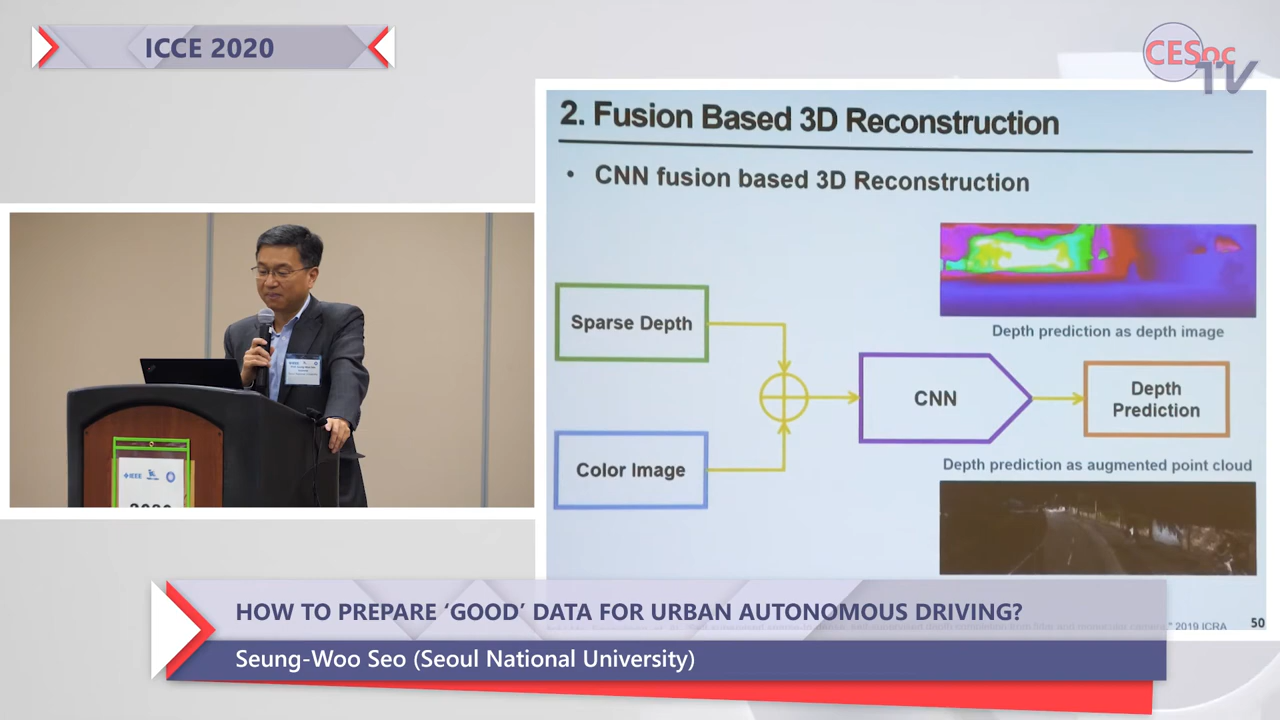 ICCE 2020
CESoc
TV
2. Fusion Based 3D Reconstruction
• CNN fusion based 3D Reconstruction
Sparse Depth
Color Image
CNN
Depth
Prediction
Depth prediction as depth image
Depth prediction as augmented point cloud
IEEE
2020
2019 ICRA
50
HOW TO PREPARE ‘GOOD’ DATA FOR URBAN AUTONOMOUS DRIVING?
Seung-Woo Seo (Seoul National University)